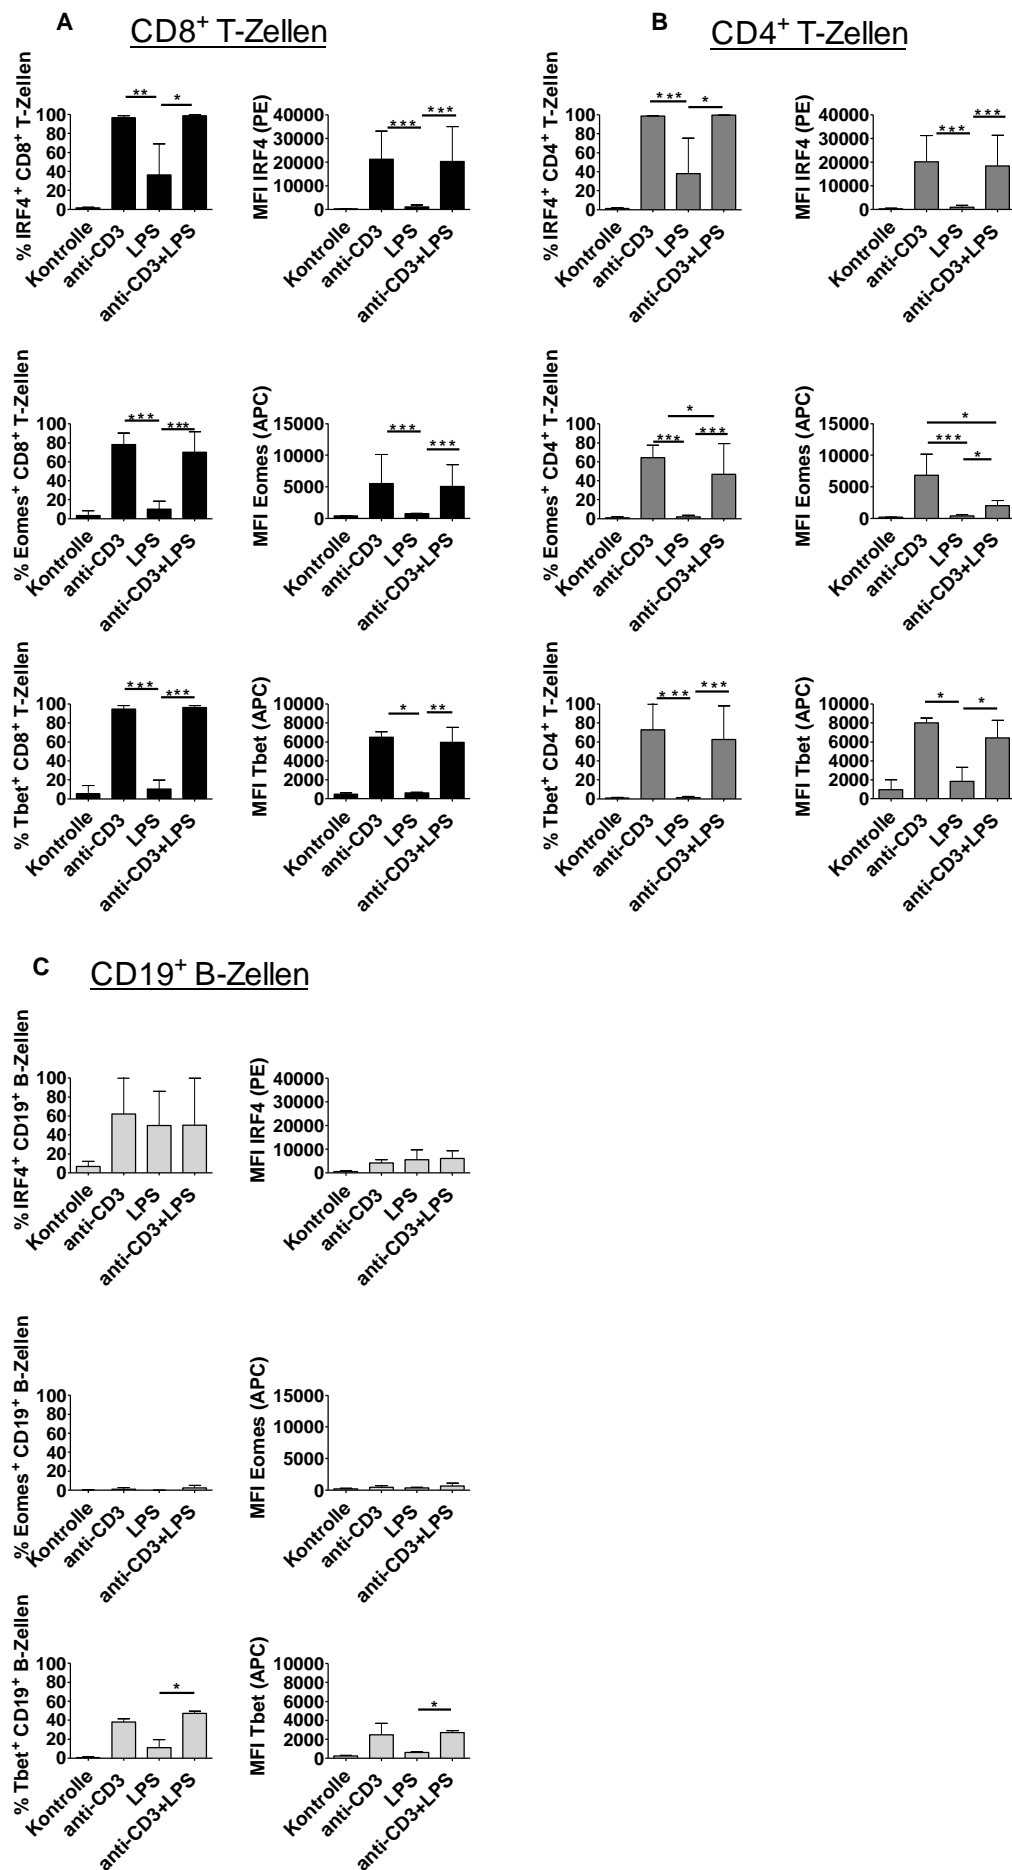 A
CD8⁺ T-Zellen
% IRF4⁺ CD8⁺ T-Zellen
100
80
60
40
20
0
** *
Kontrolle
anti-CD3
LPS
anti-CD3+LPS
MFI IRF4 (PE)
40000
30000
20000
10000
0
*** ***
Kontrolle
anti-CD3
LPS
anti-CD3+LPS
% Eomes⁺ CD8⁺ T-Zellen
100
80
60
40
20
0
*** ***
Kontrolle
anti-CD3
LPS
anti-CD3+LPS
MFI Eomes (APC)
15000
10000
5000
0
*** ***
Kontrolle
anti-CD3
LPS
anti-CD3+LPS
% Tbet⁺ CD8⁺ T-Zellen
100
80
60
40
20
0
*** ***
Kontrolle
anti-CD3
LPS
anti-CD3+LPS
MFI Tbet (APC)
10000
8000
6000
4000
2000
0
* **
Kontrolle
anti-CD3
LPS
anti-CD3+LPS
B
CD4⁺ T-Zellen
% IRF4⁺ CD4⁺ T-Zellen
100
80
60
40
20
0
*** *
Kontrolle
anti-CD3
LPS
anti-CD3+LPS
MFI IRF4 (PE)
40000
30000
20000
10000
0
*** ***
Kontrolle
anti-CD3
LPS
anti-CD3+LPS
% Eomes⁺ CD4⁺ T-Zellen
100
80
60
40
20
0
*
*** ***
Kontrolle
anti-CD3
LPS
anti-CD3+LPS
MFI Eomes (APC)
15000
10000
5000
0
*
***
*
Kontrolle
anti-CD3
LPS
anti-CD3+LPS
% Tbet⁺ CD4⁺ T-Zellen
100
80
60
40
20
0
*** ***
Kontrolle
anti-CD3
LPS
anti-CD3+LPS
MFI Tbet (APC)
10000
8000
6000
4000
2000
0
* *
Kontrolle
anti-CD3
LPS
anti-CD3+LPS
C
CD19⁺ B-Zellen
% IRF4⁺ CD19⁺ B-Zellen
100
80
60
40
20
0
Kontrolle
anti-CD3
LPS
anti-CD3+LPS
MFI IRF4 (PE)
40000
30000
20000
10000
0
Kontrolle
anti-CD3
LPS
anti-CD3+LPS
% Eomes⁺ CD19⁺ B-Zellen
100
80
60
40
20
0
Kontrolle
anti-CD3
LPS
anti-CD3+LPS
MFI Eomes (APC)
15000
10000
5000
0
Kontrolle
anti-CD3
LPS
anti-CD3+LPS
% Tbet⁺ CD19⁺ B-Zellen
100
80
60
40
20
0
*
Kontrolle
anti-CD3
LPS
anti-CD3+LPS
MFI Tbet (APC)
10000
8000
6000
4000
2000
0
*
Kontrolle
anti-CD3
LPS
anti-CD3+LPS